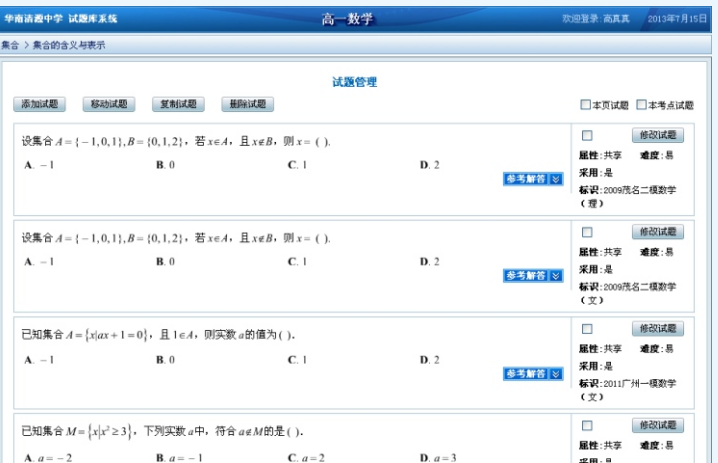 华南清霞中学 试题库系统 高一数学 欢迎登录:高真真 2013年7月15日
集合 > 集合的含义与表示
试题管理
添加试题 移动试题 复制试题 删除试题 本页试题 本考点试题
设集合A={-1,0,1},B={0,1,2}，若x∈A，且x∉B，则x=( ).
A. -1 B. 0 C. 1 D. 2
参考解答
修改试题
属性:共享 难度:易
采用:是
标识:2009茂名二模数学
(理)
设集合A={-1,0,1},B={0,1,2}，若x∈A，且x∉B，则x=( ).
A. -1 B. 0 C. 1 D. 2
参考解答
修改试题
属性:共享 难度:易
采用:是
标识:2009茂名二模数学
(文)
已知集合A={x|ax+1=0}，且1∈A，则实数a的值为( ).
A. -1 B. 0 C. 1 D. 2
参考解答
修改试题
属性:共享 难度:易
采用:是
标识:2011广州一模数学
(文)
已知集合M={x|x²≥3}，下列实数a中，符合a∉M的是( ).
A. a=-2 B. a=-1 C. a=2 D. a=3
修改试题
属性:共享 难度:易
采用:是